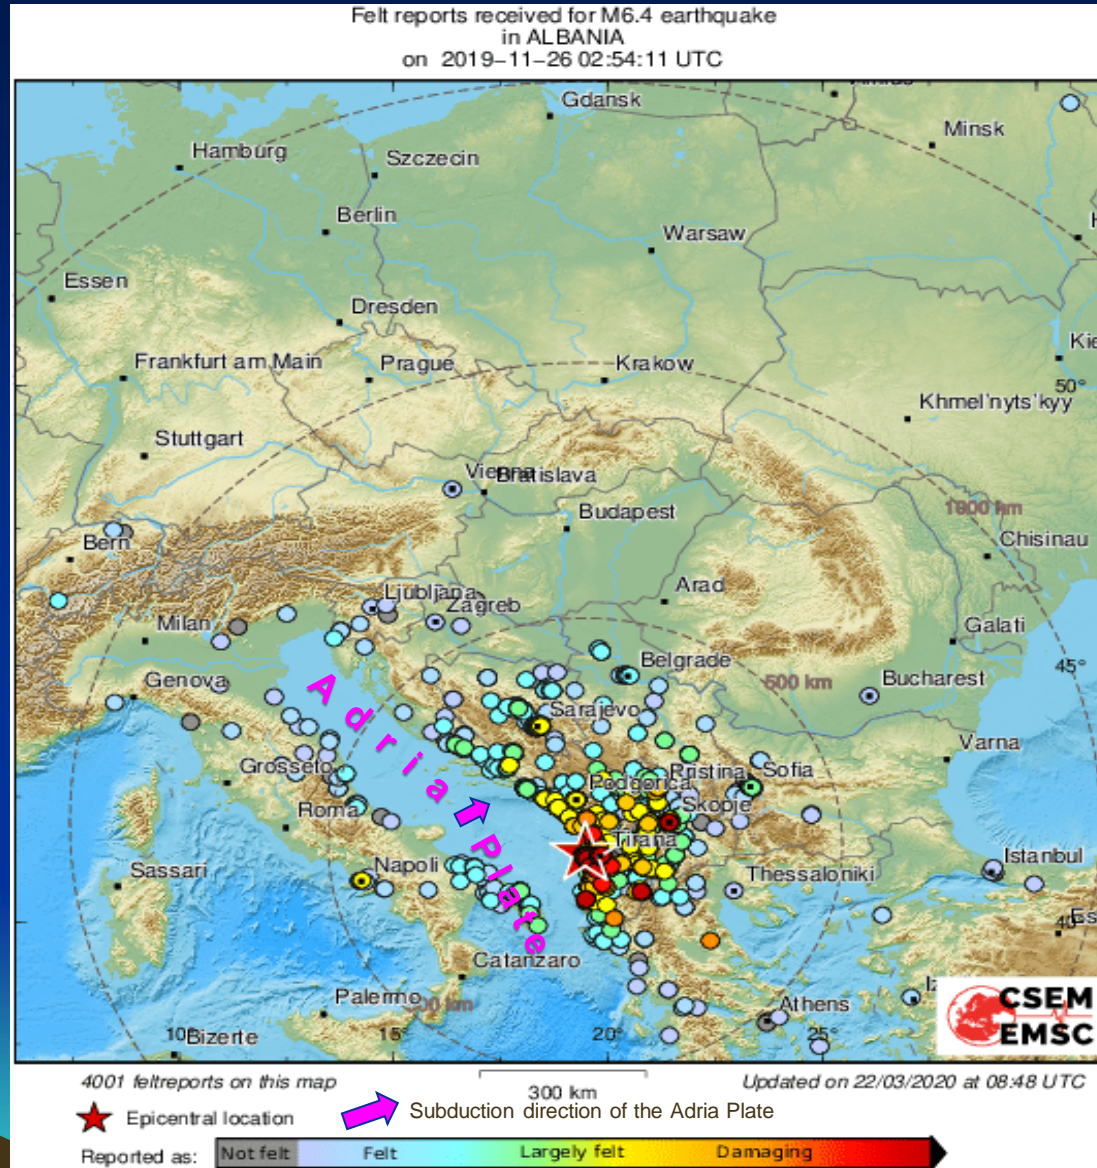 Felt reports received for M6.4 earthquake
in ALBANIA
on 2019-11-26 02:54:11 UTC
Gdansk
Minsk
Hamburg
Szczecin
Berlin
Warsaw
Essen
Dresden
Frankfurt am Main
Prague
Krakow
Kie
50°
Khmel'nyts'kyy
Stuttgart
Vienna
Bratislava
1000 km
Budapest
Chisinau
Bern
Arad
Ljubljana
Zagreb
Milan
Galati
Belgrade
45°
Genova
500 km
Bucharest
Adria Plate
Sarajevo
Varna
Grosseto
Podgorica
Pristina
Sofia
Roma
Skopje
Tirana
Sassari
Napoli
Thessaloniki
Istanbul
40°
Es
Catanzaro
Palermo
500 km
Athens
Iz
CSEM
EMSC
10°
15°
20°
25°
Bizerte
4001 feltreports on this map
300 km
Updated on 22/03/2020 at 08:48 UTC
Epicentral location
Subduction direction of the Adria Plate
Reported as:
Not felt
Felt
Largely felt
Damaging